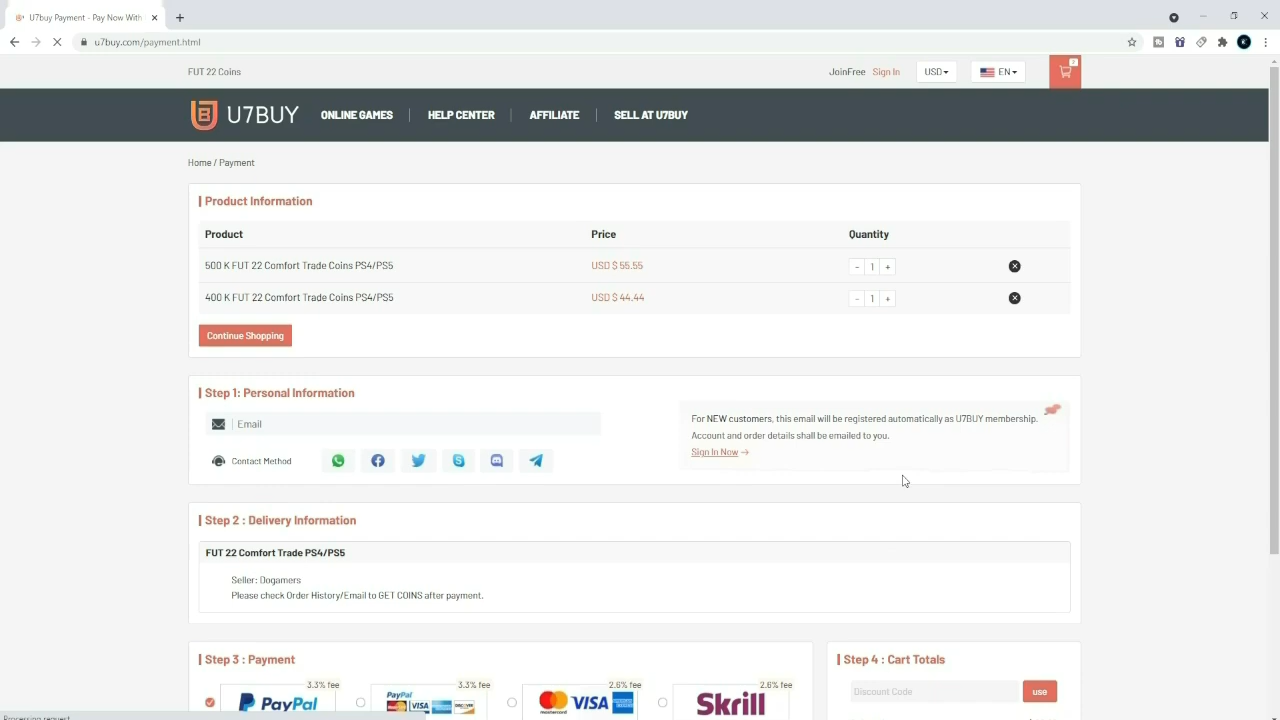 U7buy Payment - Pay Now With
u7buy.com/payment.html
FUT 22 Coins
JoinFree Sign In USD EN
U7BUY ONLINE GAMES HELP CENTER AFFILIATE SELL AT U7BUY
Home / Payment
Product Information
Product Price Quantity
500 K FUT 22 Comfort Trade Coins PS4/PS5 USD $ 55.55 - 1 +
400 K FUT 22 Comfort Trade Coins PS4/PS5 USD $ 44.44 - 1 +
Continue Shopping
Step 1: Personal Information
Email
For NEW customers, this email will be registered automatically as U7BUY membership.
Account and order details shall be emailed to you.
Contact Method
Sign In Now →
Step 2 : Delivery Information
FUT 22 Comfort Trade PS4/PS5
Seller: Dogamers
Please check Order History/Email to GET COINS after payment.
Step 3 : Payment
3.3% fee 3.3% fee 2.6% fee 2.6% fee
PayPal PayPal VISA mastercard VISA Skrill
Step 4 : Cart Totals
Discount Code use
Processing request